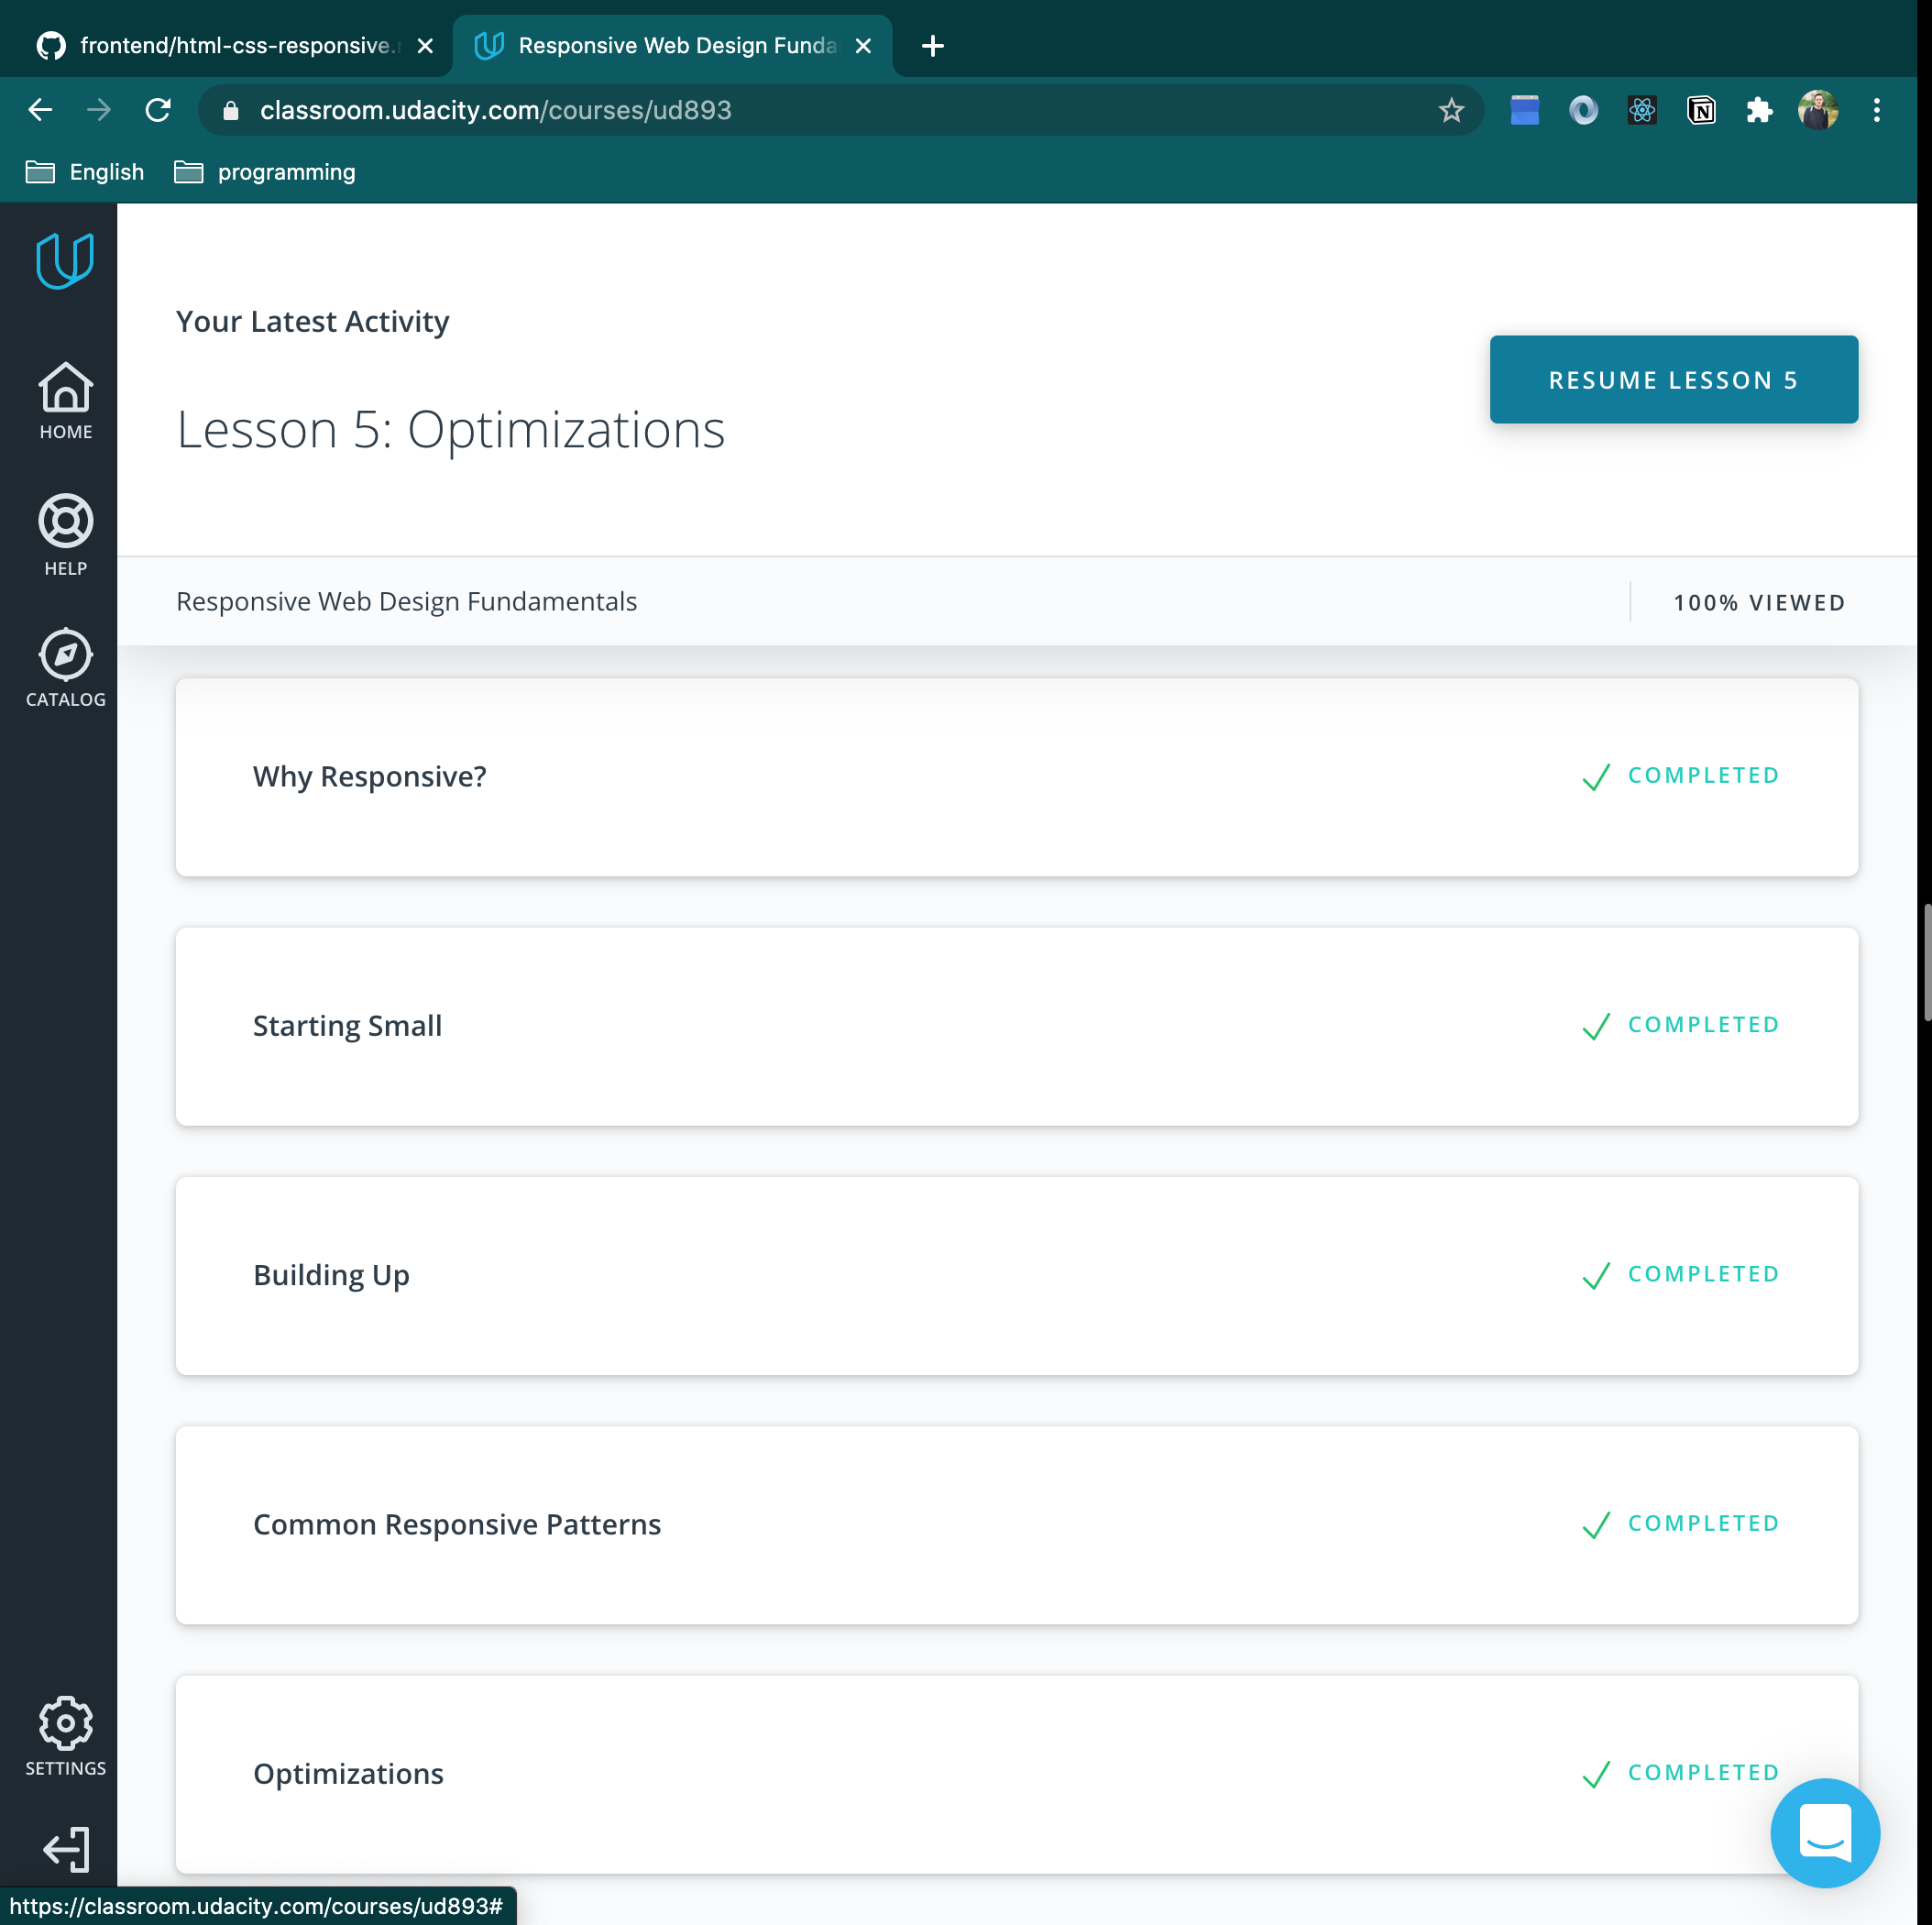 frontend/html-css-responsive.
Responsive Web Design Funda
classroom.udacity.com/courses/ud893
English
programming
HOME
HELP
CATALOG
SETTINGS
Your Latest Activity
Lesson 5: Optimizations
RESUME LESSON 5
Responsive Web Design Fundamentals
100% VIEWED
Why Responsive?
COMPLETED
Starting Small
COMPLETED
Building Up
COMPLETED
Common Responsive Patterns
COMPLETED
Optimizations
COMPLETED
https://classroom.udacity.com/courses/ud893#